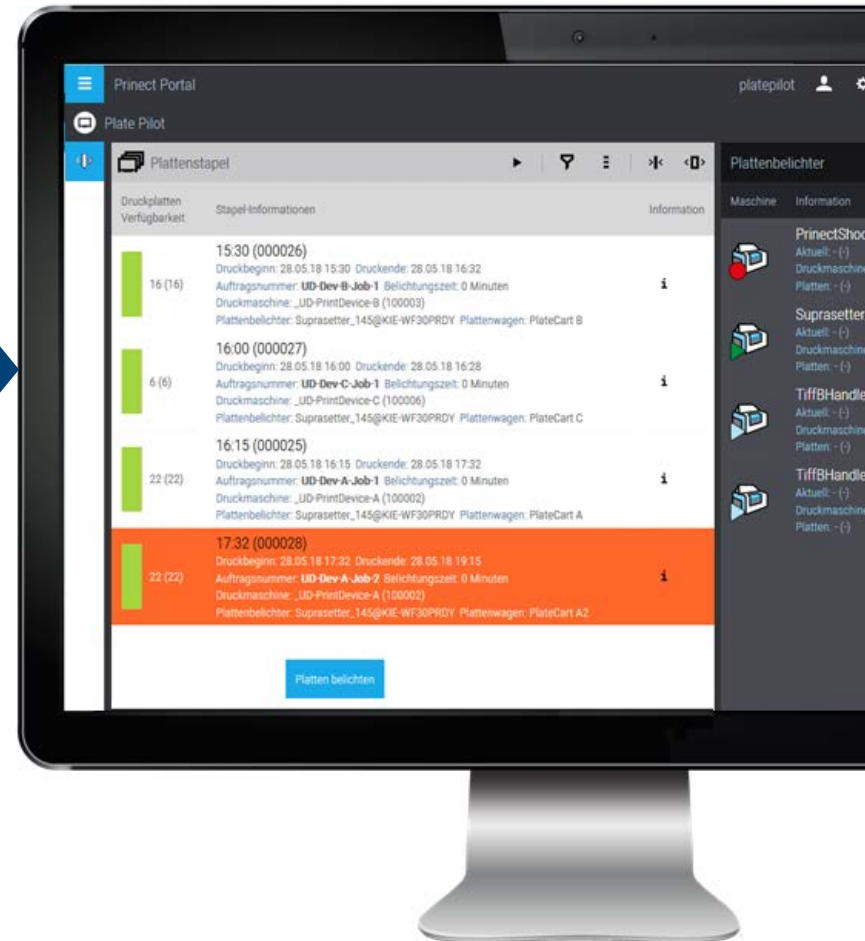 Prinect Portal
platepilot
Plate Pilot
Plattenstapel
Druckplatten
Verfügbarkeit
Stapel-Informationen
Information
15:30 (000026)
Druckbeginn: 28.05.18 15:30 Druckende: 28.05.18 16:32
16 (16)
Auftragsnummer: UD-Dev-B-Job-1 Belichtungszeit: 0 Minuten
i
Druckmaschine: _UD-PrintDevice-B (100003)
Plattenbelichter: Suprasetter_145@KIE-WF30PRDY Plattenwagen: PlateCart B
16:00 (000027)
Druckbeginn: 28.05.18 16:00 Druckende: 28.05.18 16:28
6 (6)
Auftragsnummer: UD-Dev-C-Job-1 Belichtungszeit: 0 Minuten
i
Druckmaschine: _UD-PrintDevice-C (100006)
Plattenbelichter: Suprasetter_145@KIE-WF30PRDY Plattenwagen: PlateCart C
16:15 (000025)
Druckbeginn: 28.05.18 16:15 Druckende: 28.05.18 17:32
22 (22)
Auftragsnummer: UD-Dev-A-Job-1 Belichtungszeit: 0 Minuten
i
Druckmaschine: _UD-PrintDevice-A (100002)
Plattenbelichter: Suprasetter_145@KIE-WF30PRDY Plattenwagen: PlateCart A
17:32 (000028)
Druckbeginn: 28.05.18 17:32 Druckende: 28.05.18 19:15
22 (22)
Auftragsnummer: UD-Dev-A-Job-2 Belichtungszeit: 0 Minuten
i
Druckmaschine: _UD-PrintDevice-A (100002)
Plattenbelichter: Suprasetter_145@KIE-WF30PRDY Plattenwagen: PlateCart A2
Platten belichten
Plattenbelichter
Maschine
Information
PrinectShoo
Aktuell: - (-)
Druckmaschine
Platten: - (-)
Suprasetter
Aktuell: - (-)
Druckmaschine
Platten: - (-)
TiffBHandle
Aktuell: - (-)
Druckmaschine
Platten: - (-)
TiffBHandle
Aktuell: - (-)
Druckmaschine
Platten: - (-)